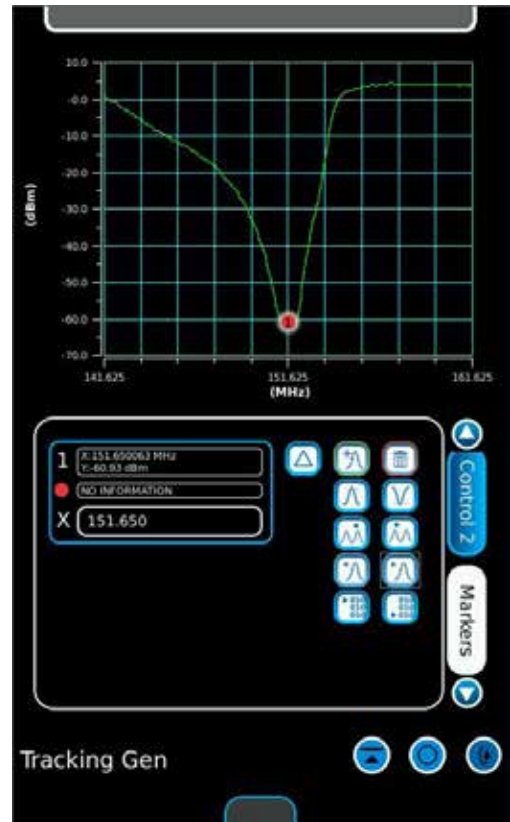 10.0
-0.0
-10.0
-20.0
-30.0
-40.0
-50.0
-60.0
-70.0
(dBm)
1
141.625 151.625 161.625
(MHz)
1 X:151.650063 MHz
Y:-60.93 dBm
NO INFORMATION
X 151.650
Control 2
Markers
Tracking Gen